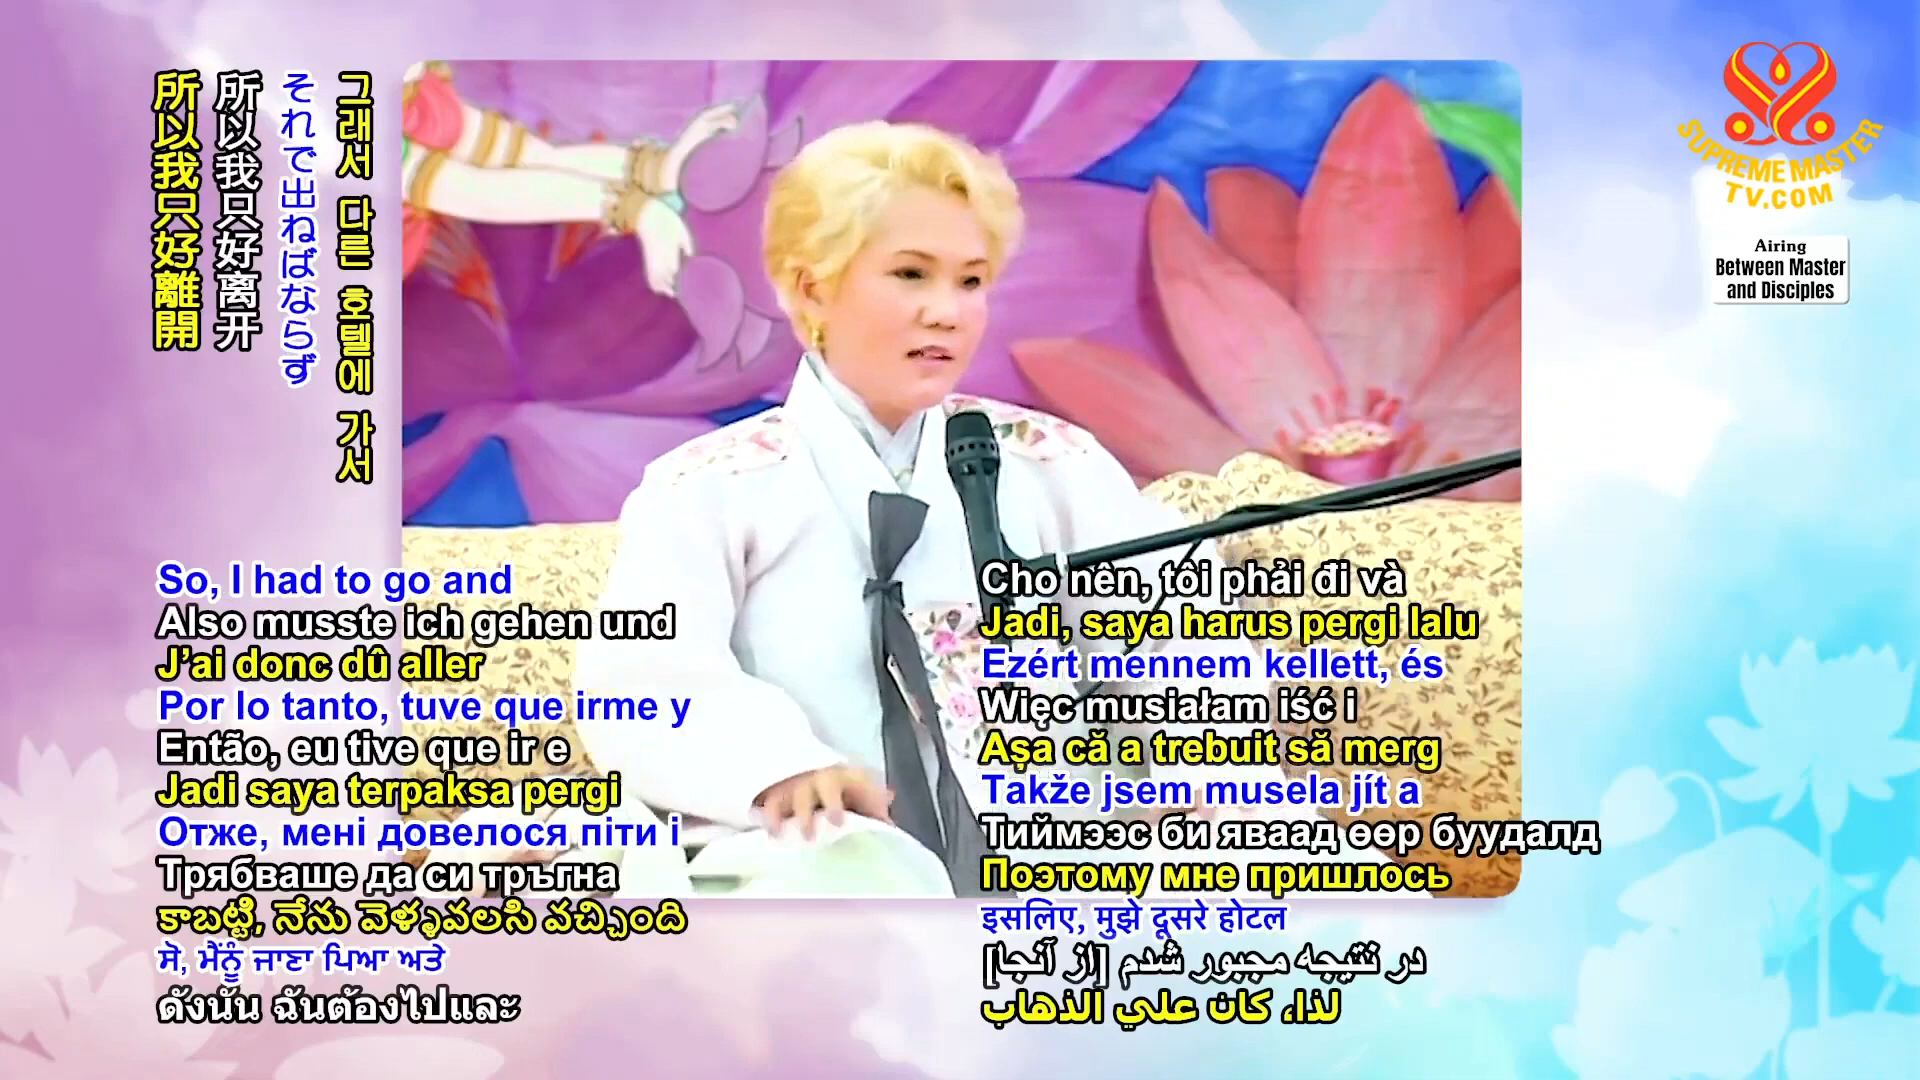 所以我只好離開
所以我只好离开
それで出ねばならず
그래서 다른 호텔에 가서
SUPREME MASTER
TV.COM
Airing
Between Master
and Disciples
So, I had to go and
Also musste ich gehen und
J’ai donc dû aller
Por lo tanto, tuve que irme y
Então, eu tive que ir e
Jadi saya terpaksa pergi
Отже, мені довелося піти і
Трябваше да си тръгна
కాబట్టి, నేను వెళ్ళవలసి వచ్చింది
ਸੋ, ਮੈਨੂੰ ਜਾਣਾ ਪਿਆ ਅਤੇ
ดังนั้น ฉันต้องไปและ
Cho nên, tôi phải đi và
Jadi, saya harus pergi lalu
Ezért mennem kellett, és
Więc musiałam iść i
Așa că a trebuit să merg
Takže jsem musela jít a
Тиймээс би яваад өөр буудалд
Поэтому мне пришлось
इसलिए, मुझे दूसरे होटल
در نتیجه مجبور شدم [از آنجا]
لذا، كان علي الذهاب